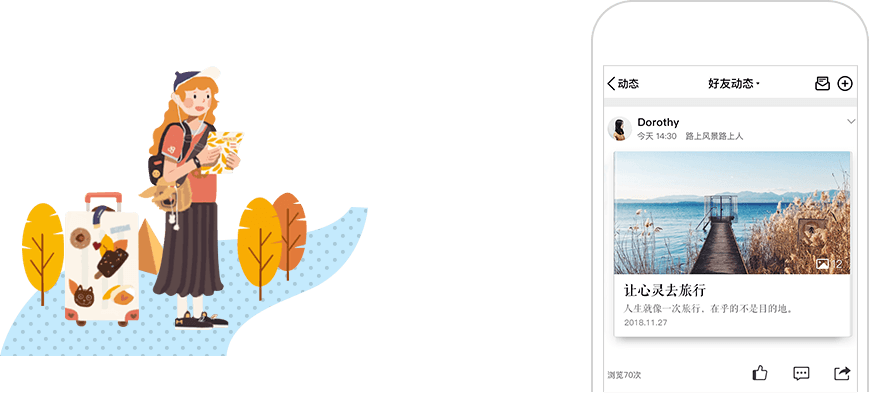 动态
好友动态
Dorothy
今天 14:30 路上风景路上人
12
让心灵去旅行
人生就像一次旅行，在乎的不是目的地。
2018.11.27
浏览70次